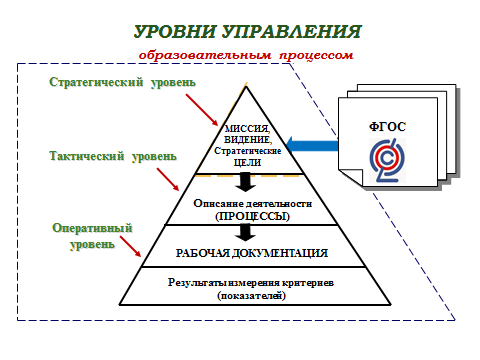 УРОВНИ УПРАВЛЕНИЯ
образовательным процессом
Стратегический уровень
МИССИЯ,
ВИДЕНИЕ,
Стратегические
ЦЕЛИ
ФГОС
Тактический уровень
Описание деятельности
(ПРОЦЕССЫ)
Оперативный
уровень
РАБОЧАЯ ДОКУМЕНТАЦИЯ
Результаты измерения критериев
(показателей)